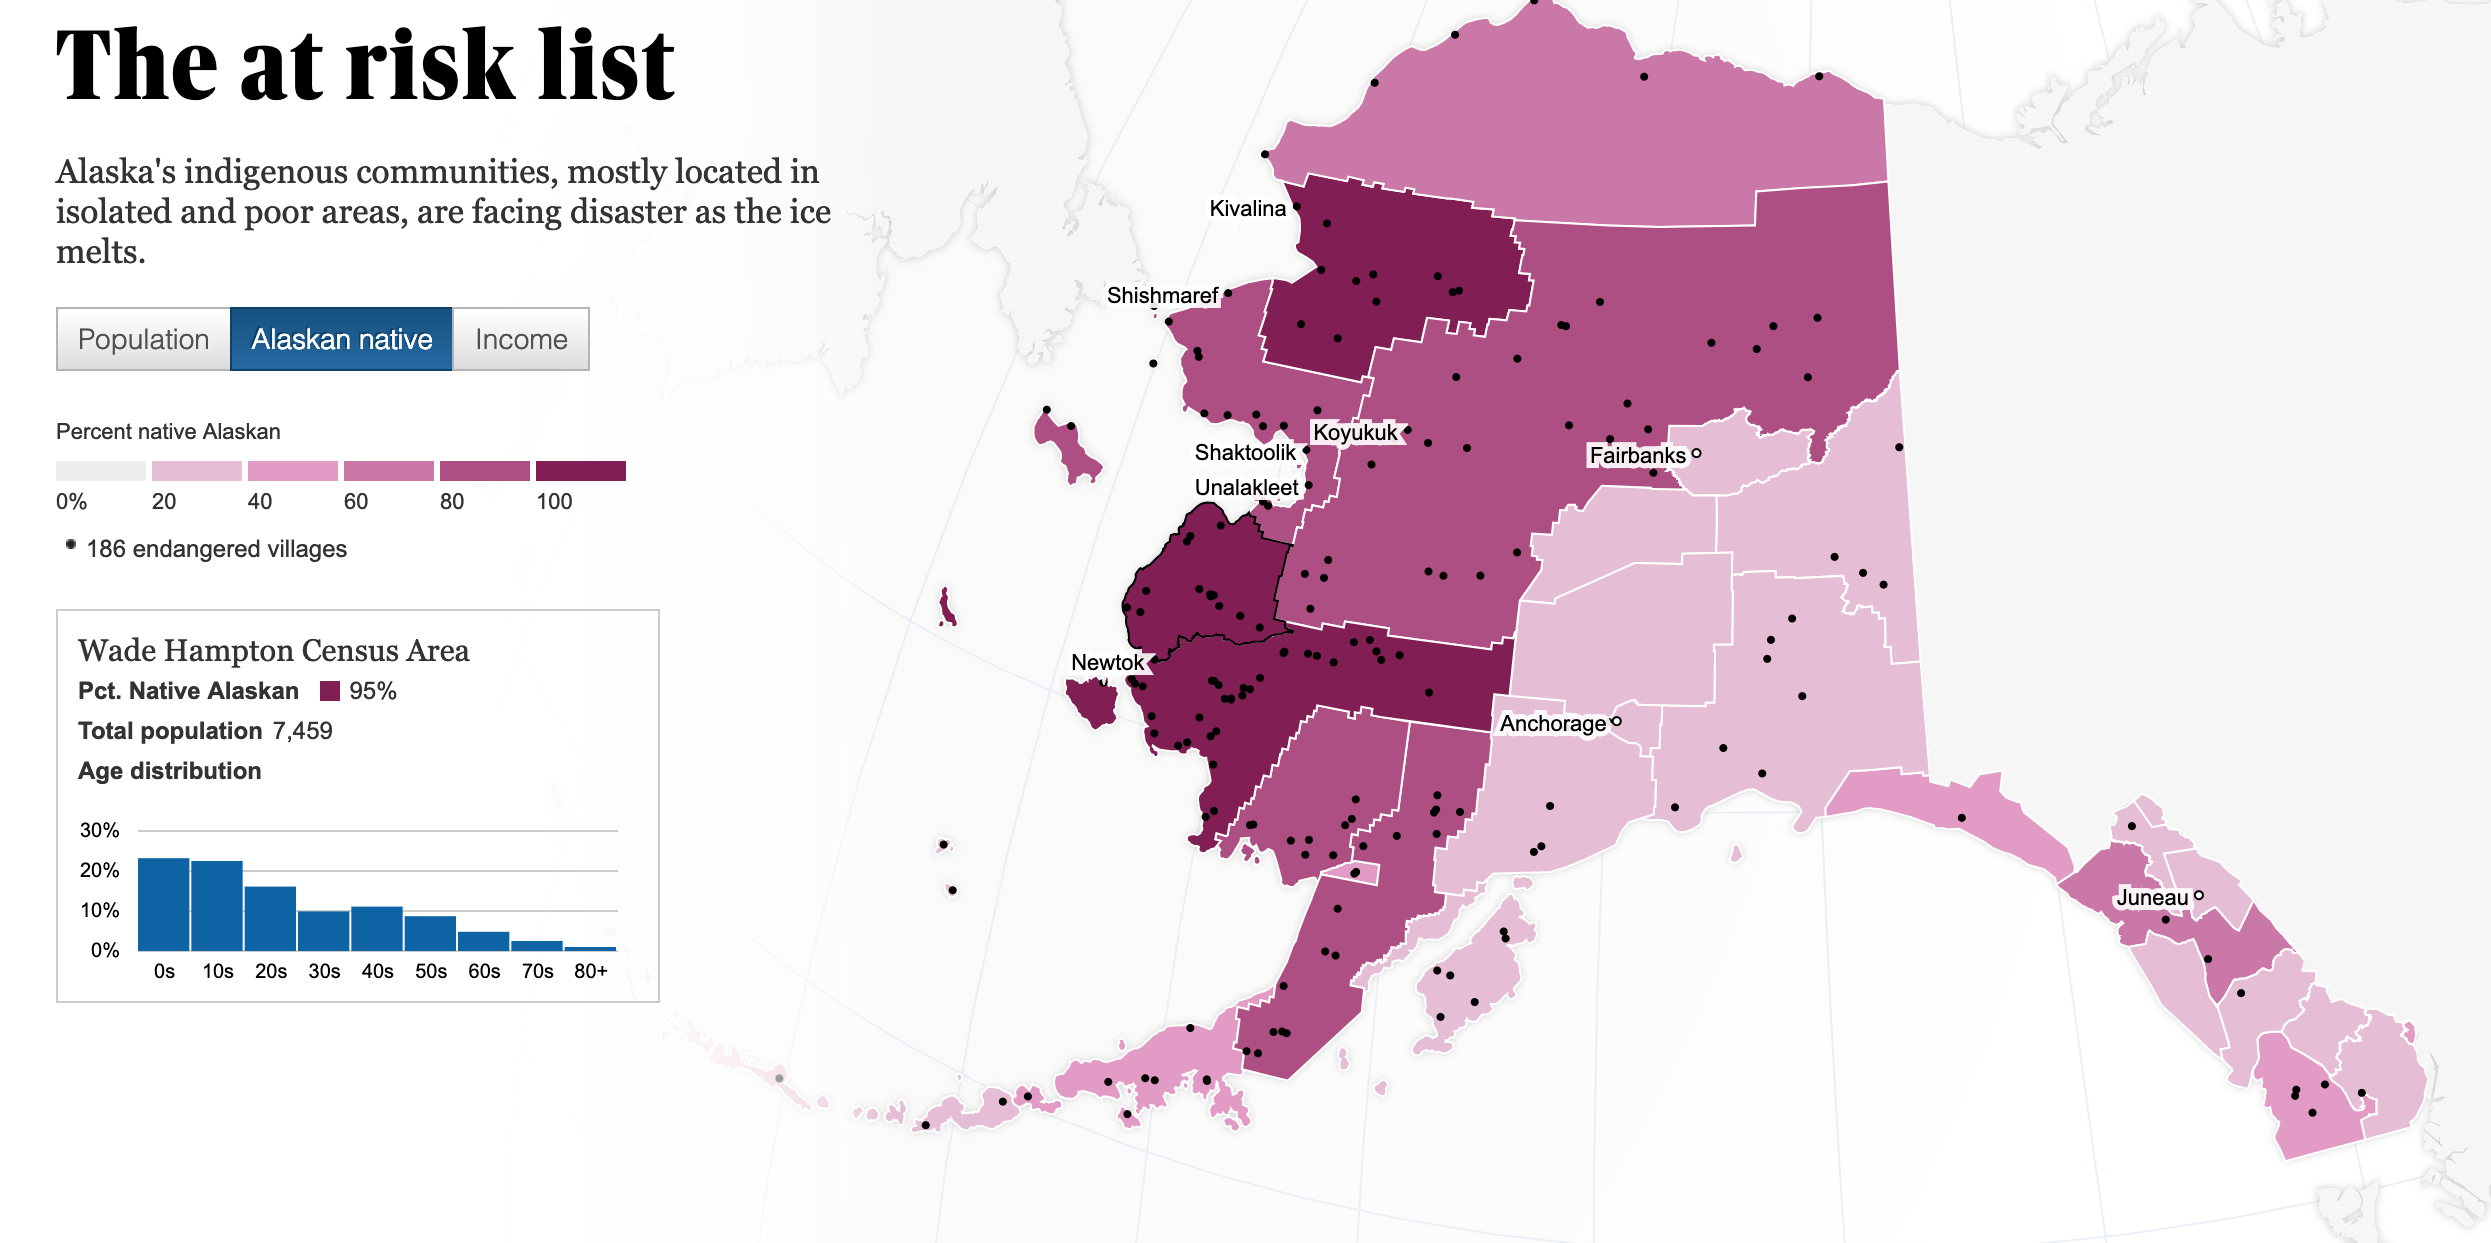 The at risk list
Alaska's indigenous communities, mostly located in
isolated and poor areas, are facing disaster as the ice
melts.
Population
Alaskan native
Income
Percent native Alaskan
0%
20
40
60
80
100
186 endangered villages
Wade Hampton Census Area
Pct. Native Alaskan 95%
Total population 7,459
Age distribution
30%
20%
10%
0%
0s
10s
20s
30s
40s
50s
60s
70s
80+
Kivalina
Shishmaref
Koyukuk
Shaktoolik
Fairbanks
Unalakleet
Newtok
Anchorage
Juneau